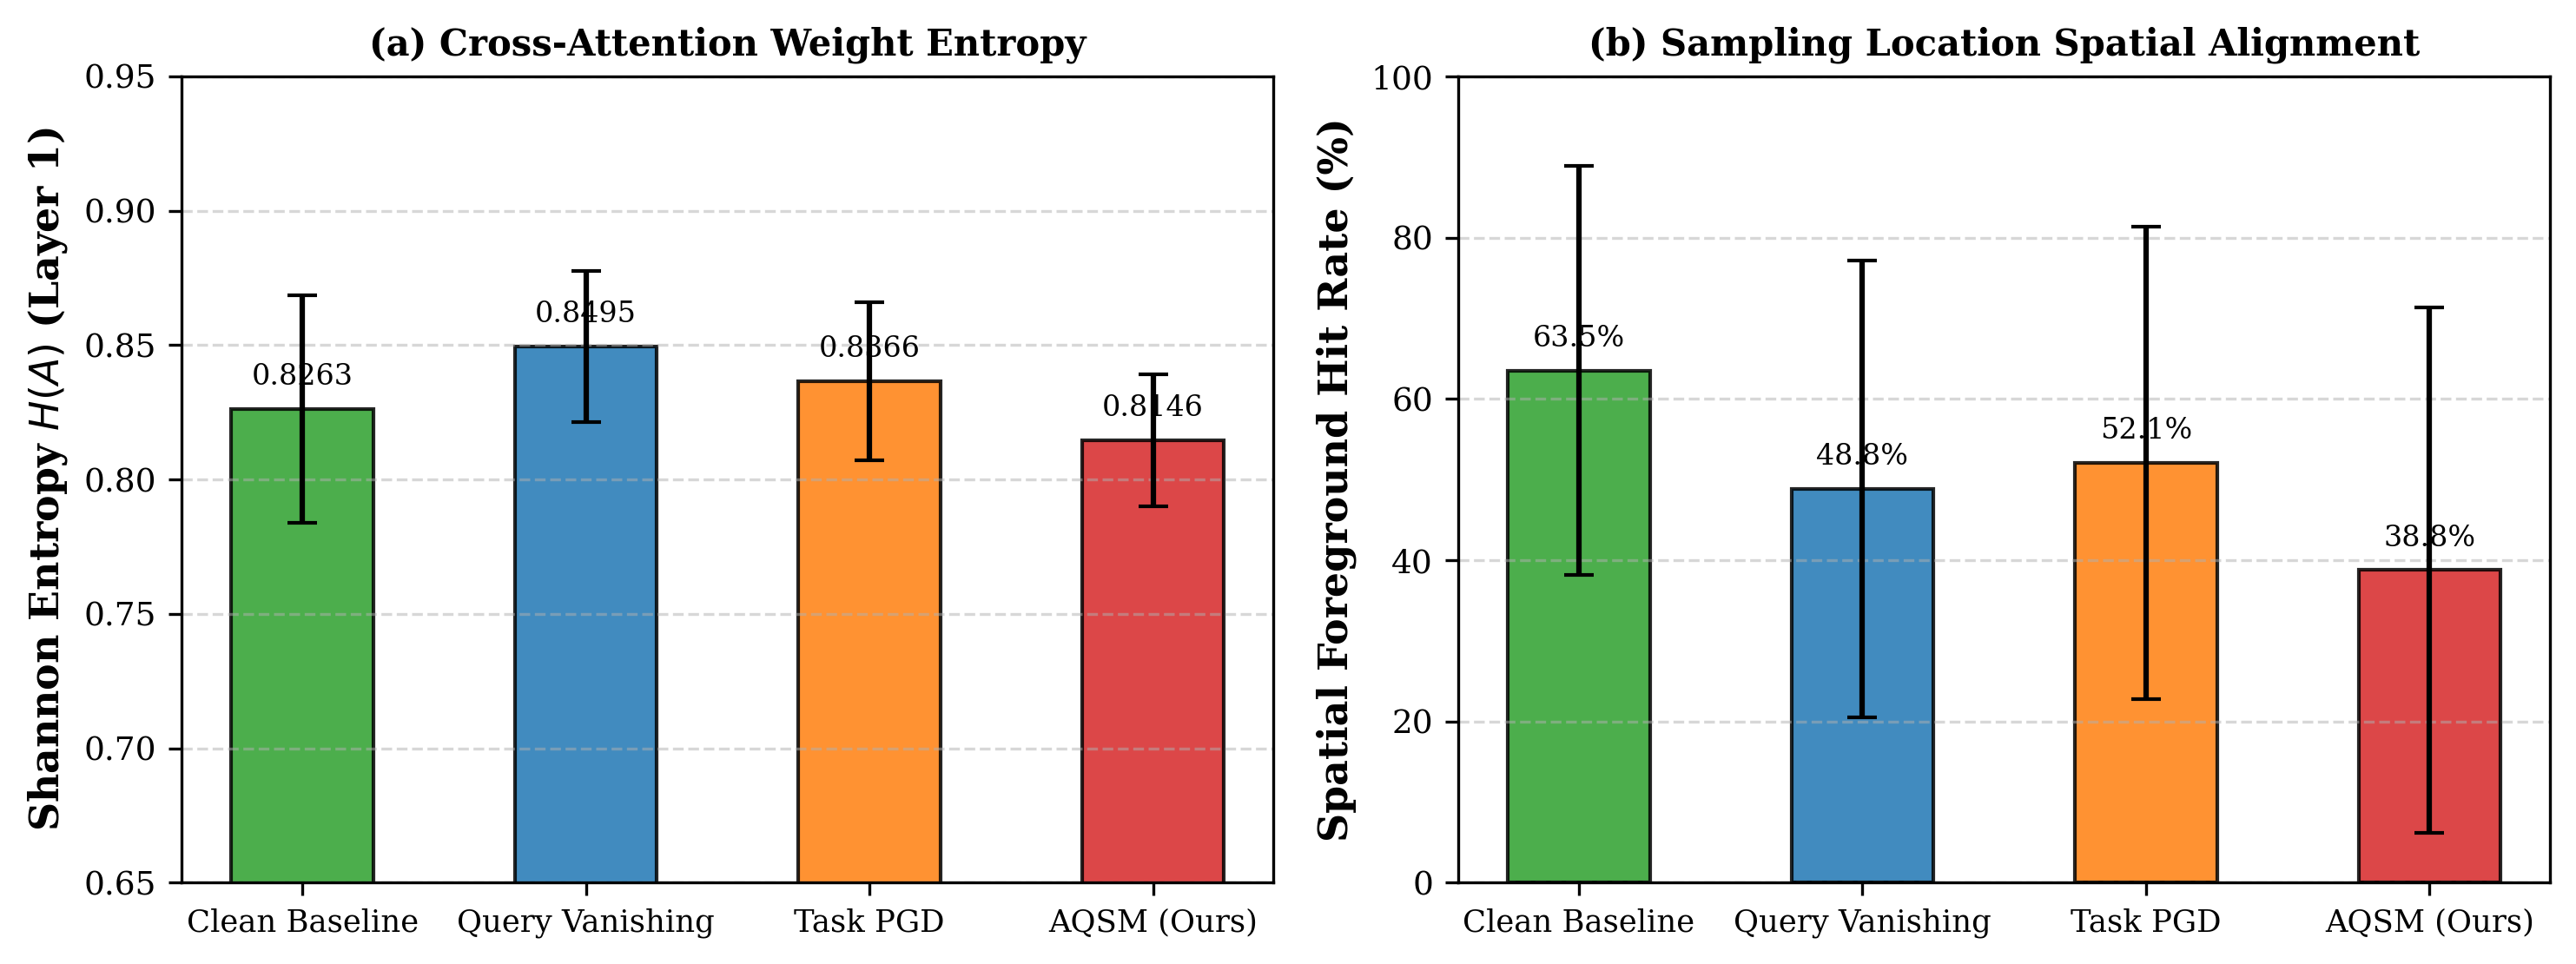 (a) Cross-Attention Weight Entropy
Shannon Entropy H(A) (Layer 1)
0.95
0.90
0.85
0.80
0.75
0.70
0.65
0.8263
0.8495
0.8366
0.8146
Clean Baseline
Query Vanishing
Task PGD
AQSM (Ours)
(b) Sampling Location Spatial Alignment
Spatial Foreground Hit Rate (%)
100
80
60
40
20
0
63.5%
48.8%
52.1%
38.8%
Clean Baseline
Query Vanishing
Task PGD
AQSM (Ours)